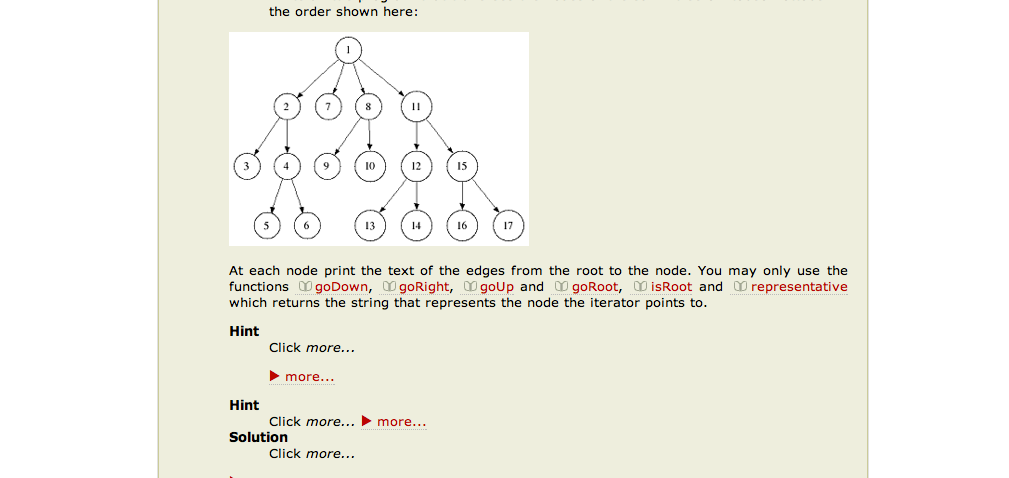 the order shown here:
1
2 7 8 11
3 4 9 10 12 15
5 6 13 14 16 17
At each node print the text of the edges from the root to the node. You may only use the
functions goDown, goRight, goUp and goRoot, isRoot and representative
which returns the string that represents the node the iterator points to.
Hint
Click more...
more...
Hint
Click more... more...
Solution
Click more...